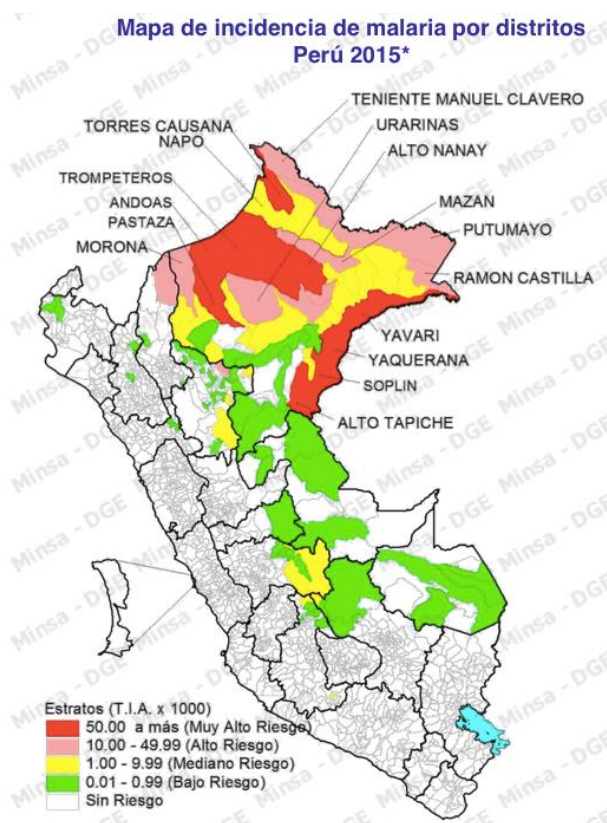 Mapa de incidencia de malaria por distritos
Perú 2015*
TENIENTE MANUEL CLAVERO
TORRES CAUSANA
URARINAS
NAPO
ALTO NANAY
TROMPETEROS
ANDOAS
MAZAN
PASTAZA
PUTUMAYO
MORONA
RAMON CASTILLA
YAVARI
YAQUERANA
SOPLIN
ALTO TAPICHE
Estratos (T.I.A. x 1000)
50.00 a más (Muy Alto Riesgo)
10.00 - 49.99 (Alto Riesgo)
1.00 - 9.99 (Mediano Riesgo)
0.01 - 0.99 (Bajo Riesgo)
Sin Riesgo
Minsa - DGE